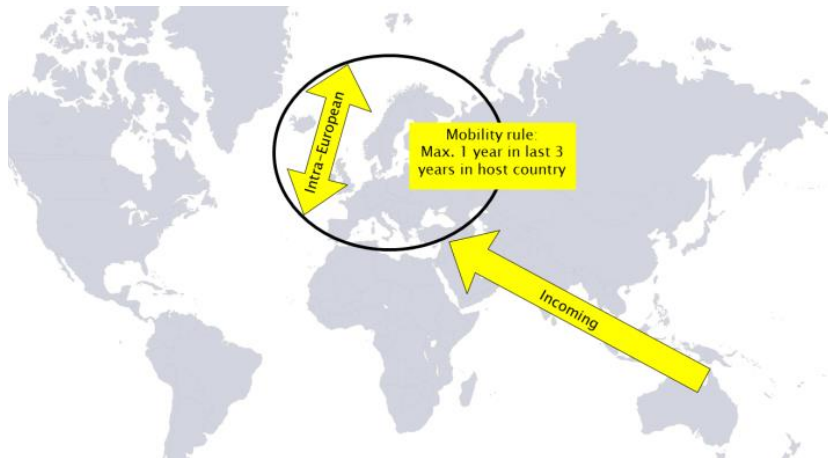 Intra-European
Mobility rule:
Max. 1 year in last 3
years in host country
Incoming